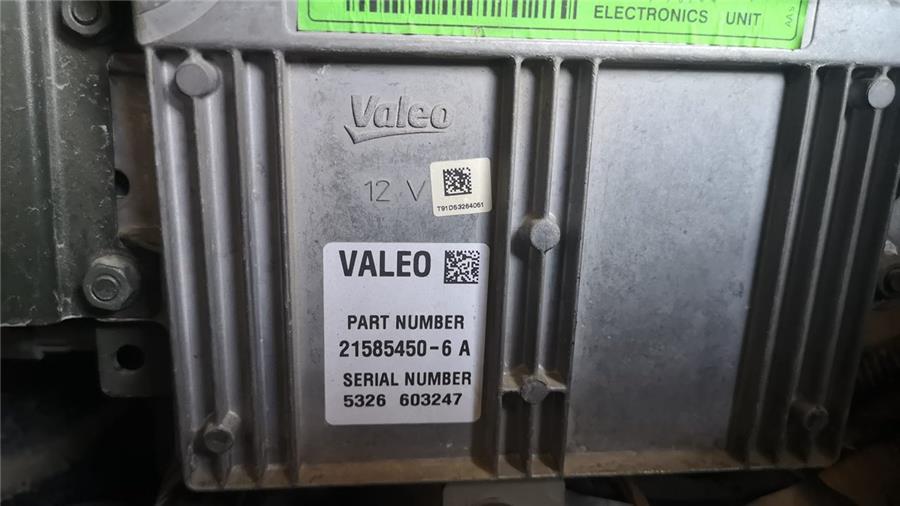 ELECTRONICS UNIT
Valeo
12 V
T91D53264061
VALEO
PART NUMBER
21585450-6 A
SERIAL NUMBER
5326 603247